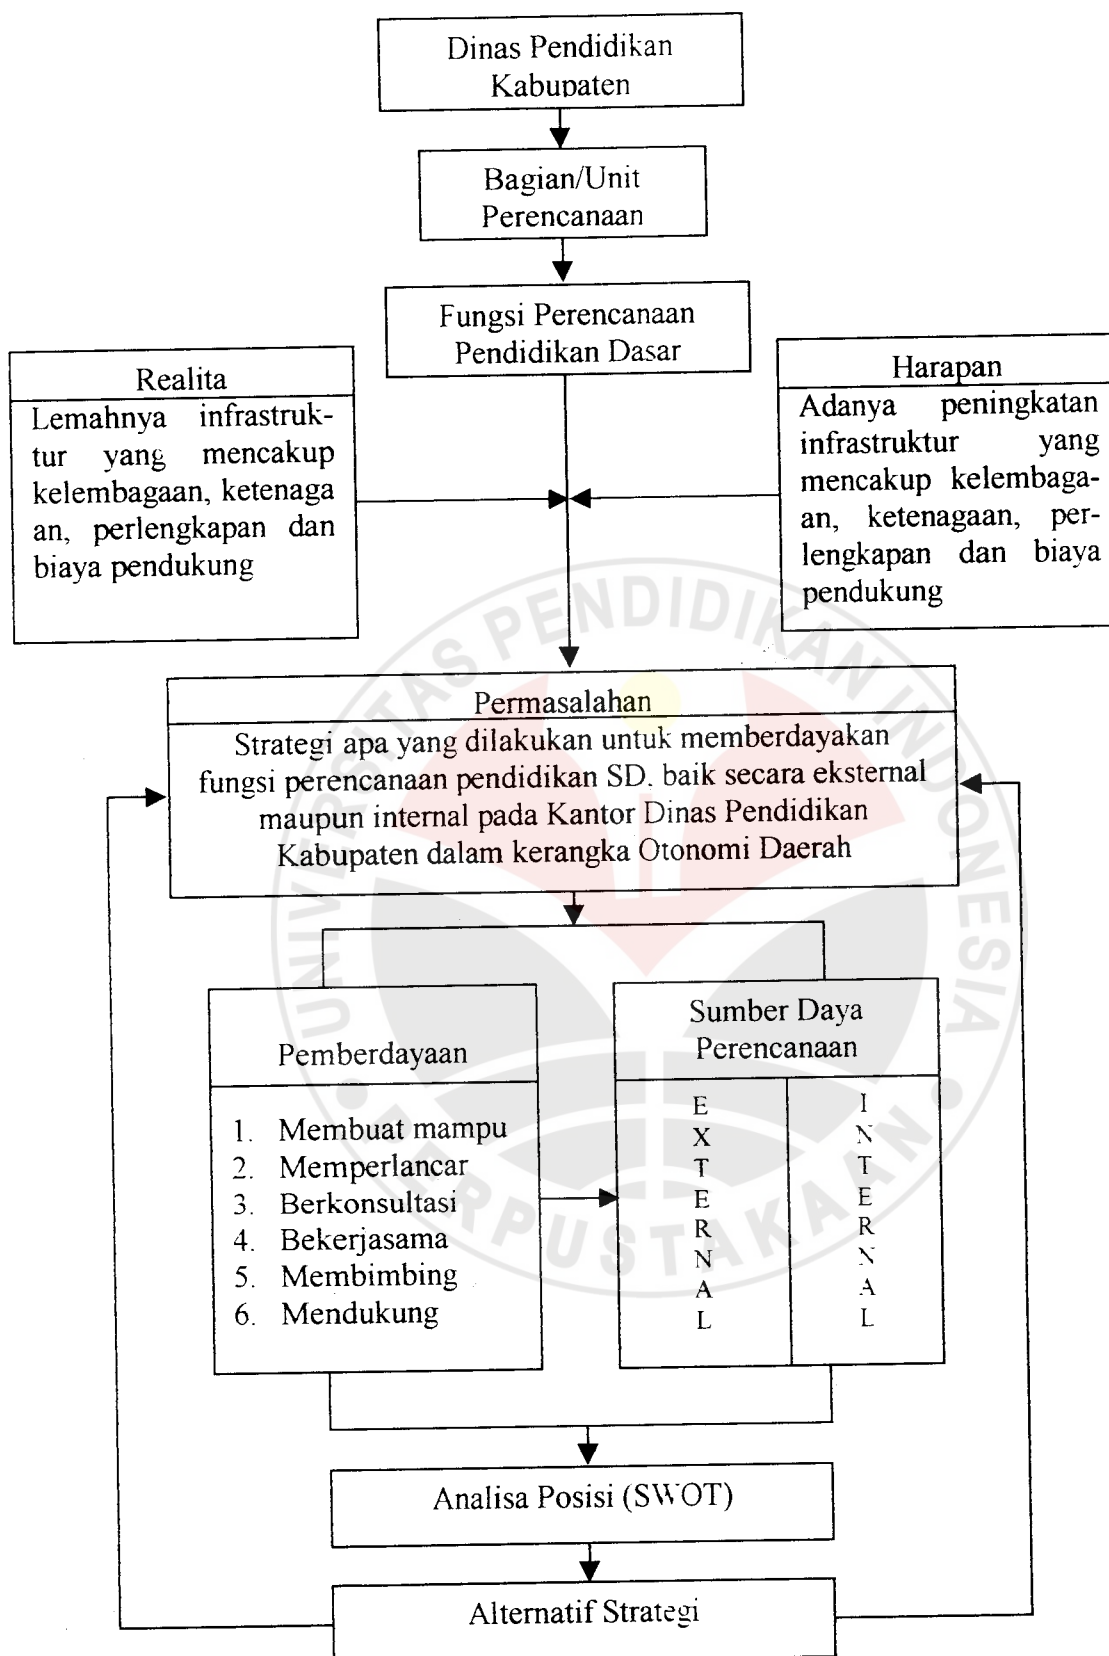 Dinas Pendidikan
Kabupaten
Bagian/Unit
Perencanaan
Fungsi Perencanaan
Pendidikan Dasar
Realita
Lemahnya infrastruk-
tur yang mencakup
kelembagaan, ketenaga
an, perlengkapan dan
biaya pendukung
Harapan
Adanya peningkatan
infrastruktur yang
mencakup kelembaga-
an, ketenagaan, per-
lengkapan dan biaya
pendukung
Permasalahan
Strategi apa yang dilakukan untuk memberdayakan
fungsi perencanaan pendidikan SD. baik secara eksternal
maupun internal pada Kantor Dinas Pendidikan
Kabupaten dalam kerangka Otonomi Daerah
Pemberdayaan
1. Membuat mampu
2. Memperlancar
3. Berkonsultasi
4. Bekerjasama
5. Membimbing
6. Mendukung
Sumber Daya
Perencanaan
E
X
T
E
R
N
A
L
I
N
T
E
R
N
A
L
Analisa Posisi (SWOT)
Alternatif Strategi
UNIVERSITAS PENDIDIKAN INDONESIA
PERPUSTAKAAN